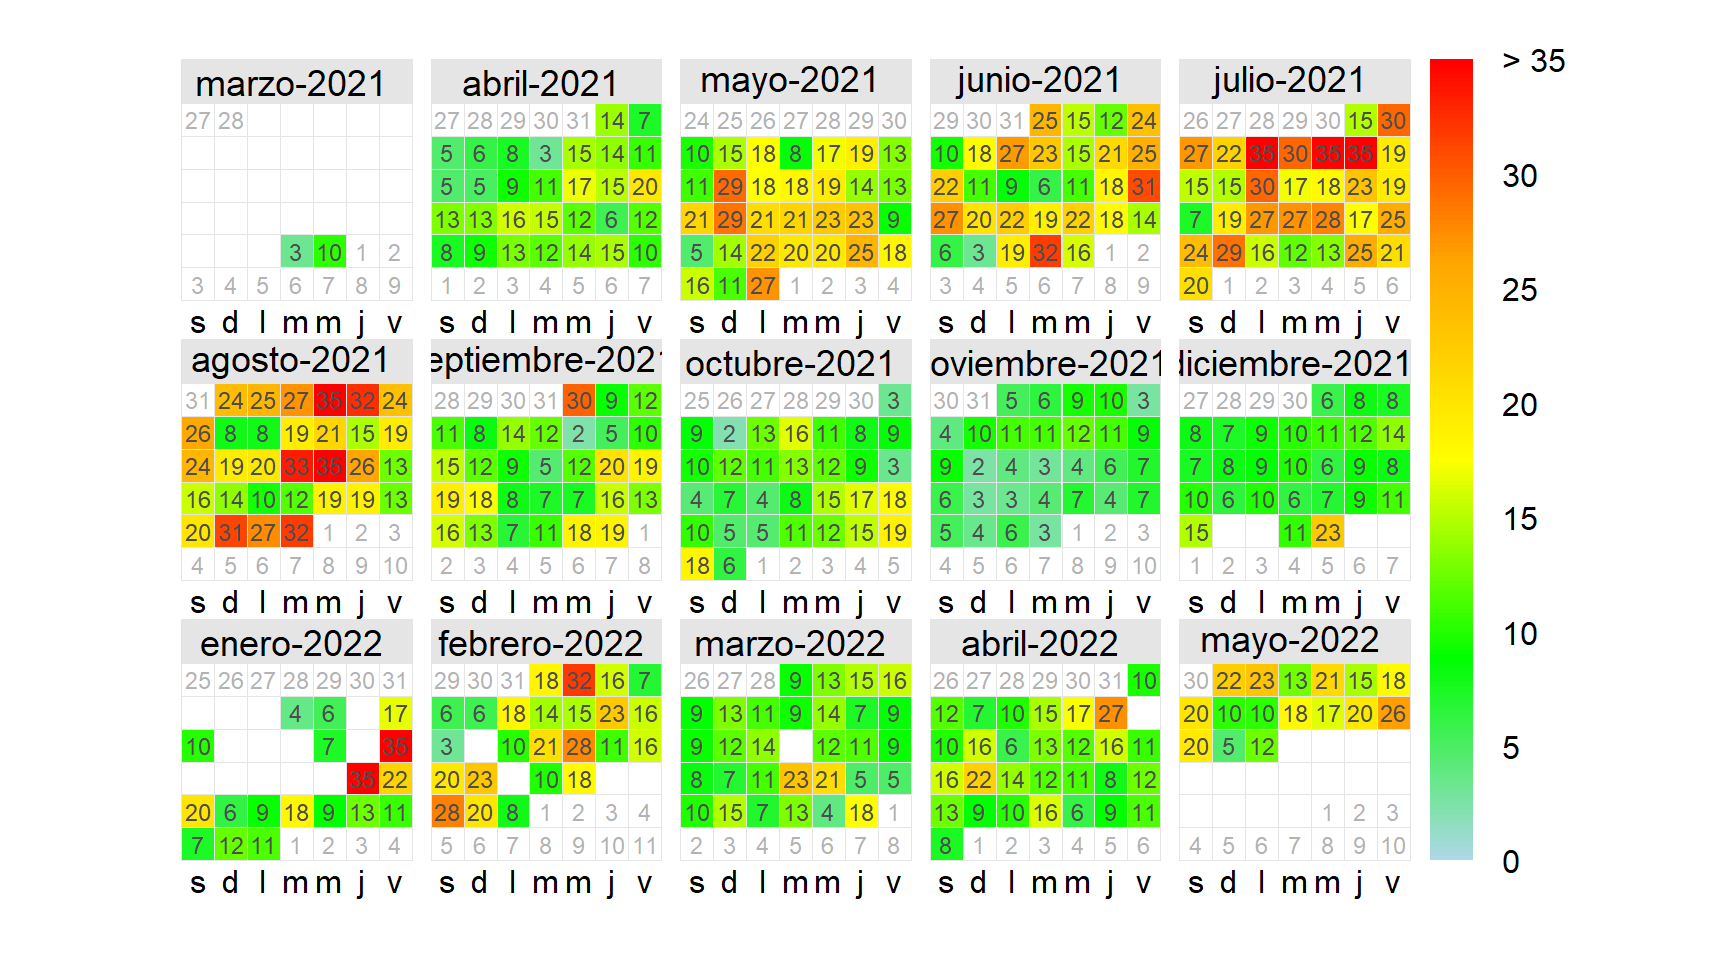 marzo-2021 abril-2021 mayo-2021 junio-2021 julio-2021 > 35
27 28 27 28 29 30 31 14 7 24 25 26 27 28 29 30 29 30 31 25 15 12 24 26 27 28 29 30 15 30
5 6 8 3 15 14 11 10 15 18 8 17 19 13 10 18 27 23 15 21 25 27 22 35 30 35 35 19
5 5 9 11 17 15 20 11 29 18 18 19 14 13 22 11 9 6 11 18 31 15 15 30 17 18 23 19 30
13 13 16 15 12 6 12 21 29 21 21 23 23 9 27 20 22 19 22 18 14 7 19 27 27 28 17 25
3 10 1 2 8 9 13 12 14 15 10 5 14 22 20 20 25 18 6 3 19 32 16 1 2 24 29 16 12 13 25 21
3 4 5 6 7 8 9 1 2 3 4 5 6 7 16 11 27 1 2 3 4 3 4 5 6 7 8 9 20 1 2 3 4 5 6 25
s d l m m j v s d l m m j v s d l m m j v s d l m m j v s d l m m j v
agosto-2021 eptiembre-2021 octubre-2021 oviembre-2021 diciembre-2021
31 24 25 27 35 32 24 28 29 30 31 30 9 12 25 26 27 28 29 30 3 30 31 5 6 9 10 3 27 28 29 30 6 8 8 20
26 8 8 19 21 15 19 11 8 14 12 2 5 10 9 2 13 16 11 8 9 4 10 11 11 12 11 9 8 7 9 10 11 12 14
24 19 20 33 35 26 13 15 12 9 5 12 20 19 10 12 11 13 12 9 3 9 2 4 3 4 6 7 7 8 9 10 6 9 8
16 14 10 12 19 19 13 19 18 8 7 7 16 13 4 7 4 8 15 17 18 6 3 3 4 7 4 7 10 6 10 6 7 9 11
20 31 27 32 1 2 3 16 13 7 11 18 19 1 10 5 5 11 12 15 19 5 4 6 3 1 2 3 15 11 23 15
4 5 6 7 8 9 10 2 3 4 5 6 7 8 18 6 1 2 3 4 5 4 5 6 7 8 9 10 1 2 3 4 5 6 7
s d l m m j v s d l m m j v s d l m m j v s d l m m j v s d l m m j v
enero-2022 febrero-2022 marzo-2022 abril-2022 mayo-2022 10
25 26 27 28 29 30 31 29 30 31 18 32 16 7 26 27 28 9 13 15 16 26 27 28 29 30 31 10 30 22 23 13 21 15 18
4 6 17 6 6 18 14 15 23 16 9 13 11 9 14 7 9 12 7 10 15 17 27 20 10 10 18 17 20 26
10 7 35 3 10 21 28 11 16 9 12 14 12 11 9 10 16 6 13 12 16 11 20 5 12 5
35 22 20 23 10 18 8 7 11 23 21 5 5 16 22 14 12 11 8 12
20 6 9 18 9 13 11 28 20 8 1 2 3 4 10 15 7 13 4 18 1 13 9 10 16 6 9 11 1 2 3
7 12 11 1 2 3 4 5 6 7 8 9 10 11 2 3 4 5 6 7 8 8 1 2 3 4 5 6 4 5 6 7 8 9 10 0
s d l m m j v s d l m m j v s d l m m j v s d l m m j v s d l m m j v